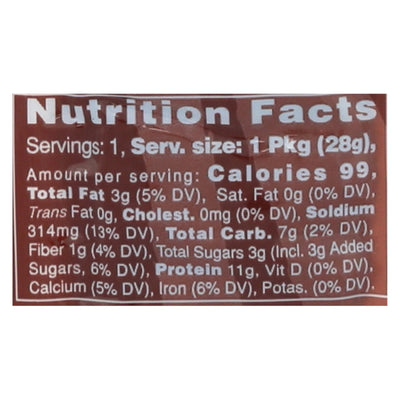 Nutrition Facts
Servings: 1, Serv. size: 1 Pkg (28g),
Amount per serving: Calories 99,
Total Fat 3g (5% DV), Sat. Fat 0g (0% DV),
Trans Fat 0g, Cholest. 0mg (0% DV), Soldium
314mg (13% DV), Total Carb. 7g (2% DV),
Fiber 1g (4% DV), Total Sugars 3g (Incl. 3g Added
Sugars, 6% DV), Protein 11g, Vit D (0% DV),
Calcium (5% DV), Iron (6% DV), Potas. (0% DV).